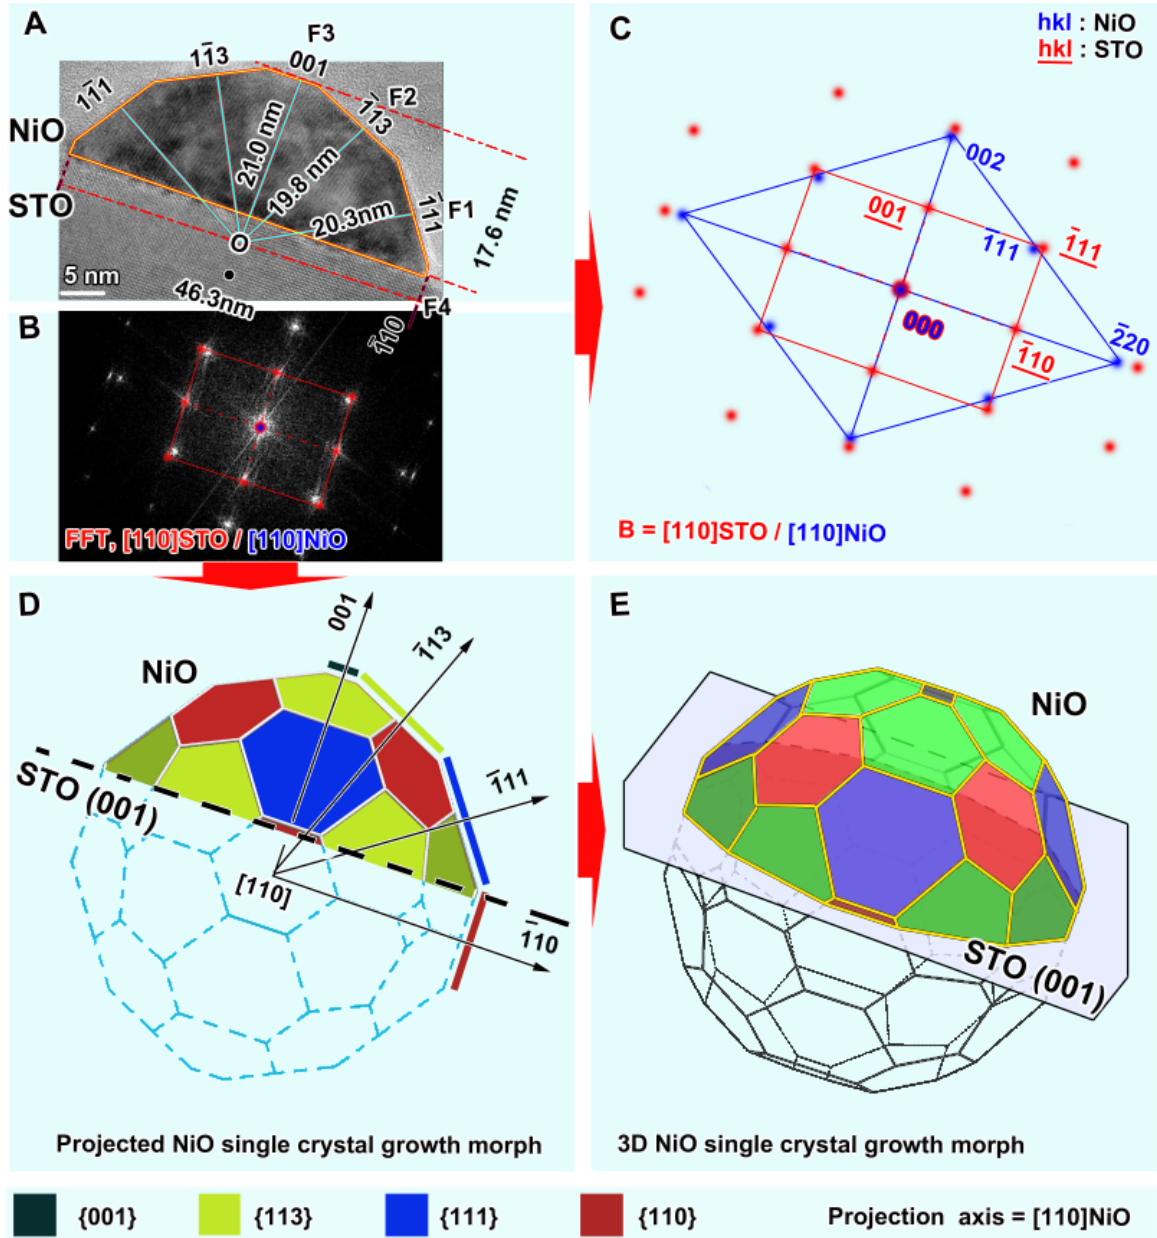 A
F3
11̅3
001
11̅1
1̅13
F2
NiO
21.0 nm
19.8 nm
STO
20.3nm
1̅11
F1
17.6 nm
O
5 nm
46.3nm
F4
1̅10
B
FFT, [110]STO / [110]NiO
C
hkl : NiO
hkl : STO
002
001
1̅11
1̅11
000
1̅10
2̅20
B = [110]STO / [110]NiO
D
001
1̅13
NiO
STO (001)
1̅11
[110]
1̅10
Projected NiO single crystal growth morph
E
NiO
STO (001)
3D NiO single crystal growth morph
{001}
{113}
{111}
{110}
Projection axis = [110]NiO